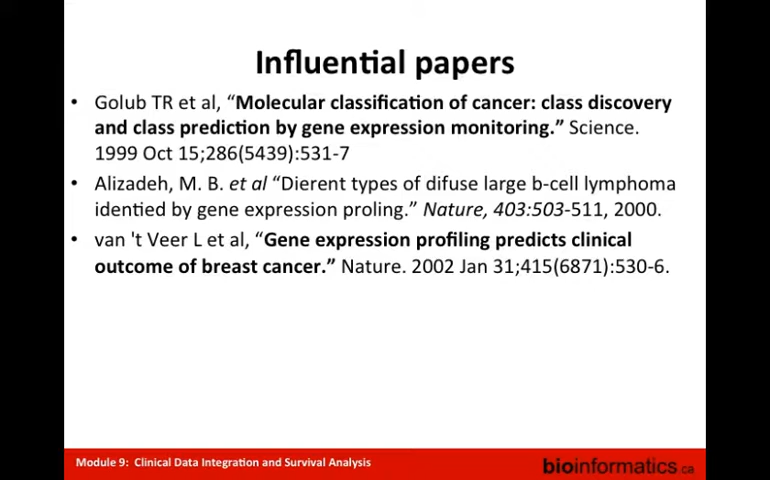 Influential papers
• Golub TR et al, “Molecular classification of cancer: class discovery
and class prediction by gene expression monitoring.” Science.
1999 Oct 15;286(5439):531-7
• Alizadeh, M. B. et al “Dierent types of difuse large b-cell lymphoma
identied by gene expression proling.” Nature, 403:503-511, 2000.
• van 't Veer L et al, “Gene expression profiling predicts clinical
outcome of breast cancer.” Nature. 2002 Jan 31;415(6871):530-6.
Module 9: Clinical Data Integration and Survival Analysis
bioinformatics.ca